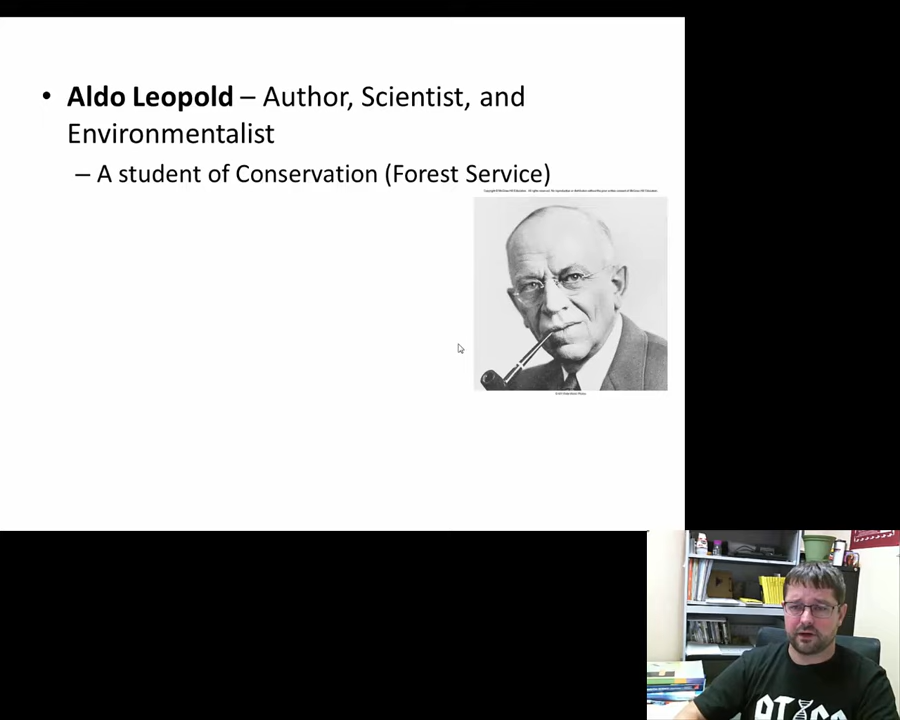 • Aldo Leopold – Author, Scientist, and
Environmentalist
– A student of Conservation (Forest Service)